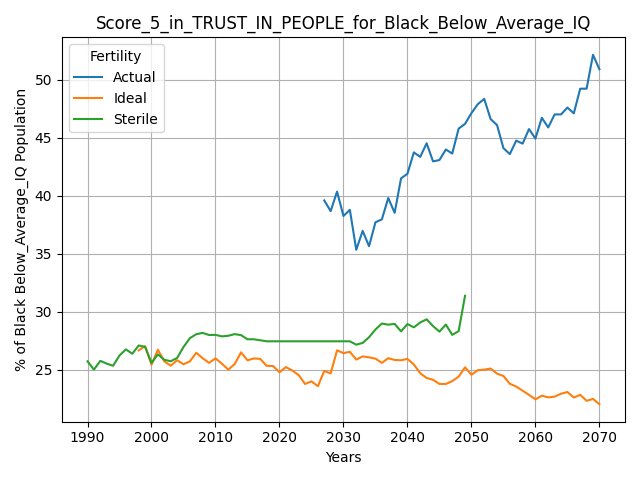 Score_5_in_TRUST_IN_PEOPLE_for_Black_Below_Average_IQ
Fertility
Actual
Ideal
Sterile
% of Black Below_Average_IQ Population
50
45
40
35
30
25
1990 2000 2010 2020 2030 2040 2050 2060 2070
Years